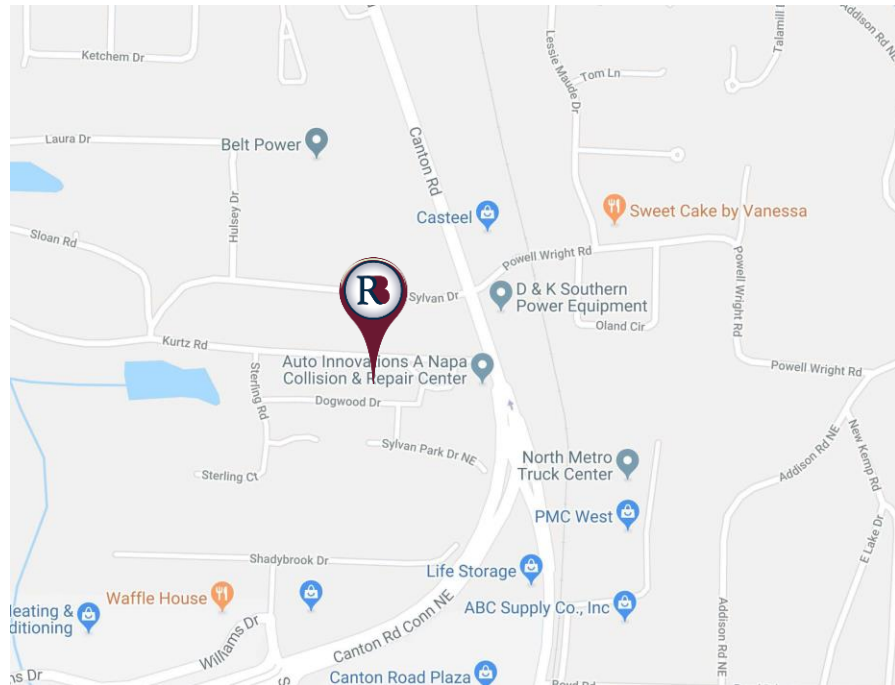 Ketchem Dr
Lessie Maude Dr
Tom Ln
Addison Rd NE
Laura Dr
Belt Power
Canton Rd
Hulsey Dr
Casteel
Sweet Cake by Vanessa
Sloan Rd
Powell Wright Rd
Powell Wright Rd
RB
Sylvan Dr
D & K Southern
Power Equipment
Oland Cir
Kurtz Rd
Auto Innovations A Napa
Collision & Repair Center
Powell Wright Rd
Sterling Rd
Dogwood Dr
Sylvan Park Dr NE
Addison Rd NE
New Kemp Rd
Sterling Ct
North Metro
Truck Center
PMC West
E Lake Dr
Shadybrook Dr
Life Storage
Waffle House
ABC Supply Co., Inc
Addison Rd NE
Williams Dr
Canton Rd Conn NE
Canton Road Plaza